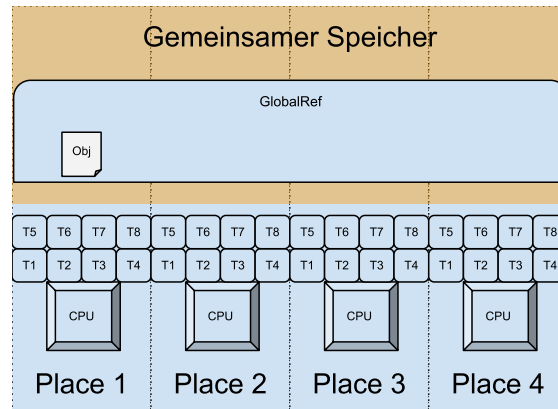 Gemeinsamer Speicher
GlobalRef
Obj
T5 T6 T7 T8 T5 T6 T7 T8 T5 T6 T7 T8 T5 T6 T7 T8
T1 T2 T3 T4 T1 T2 T3 T4 T1 T2 T3 T4 T1 T2 T3 T4
CPU CPU CPU CPU
Place 1 Place 2 Place 3 Place 4